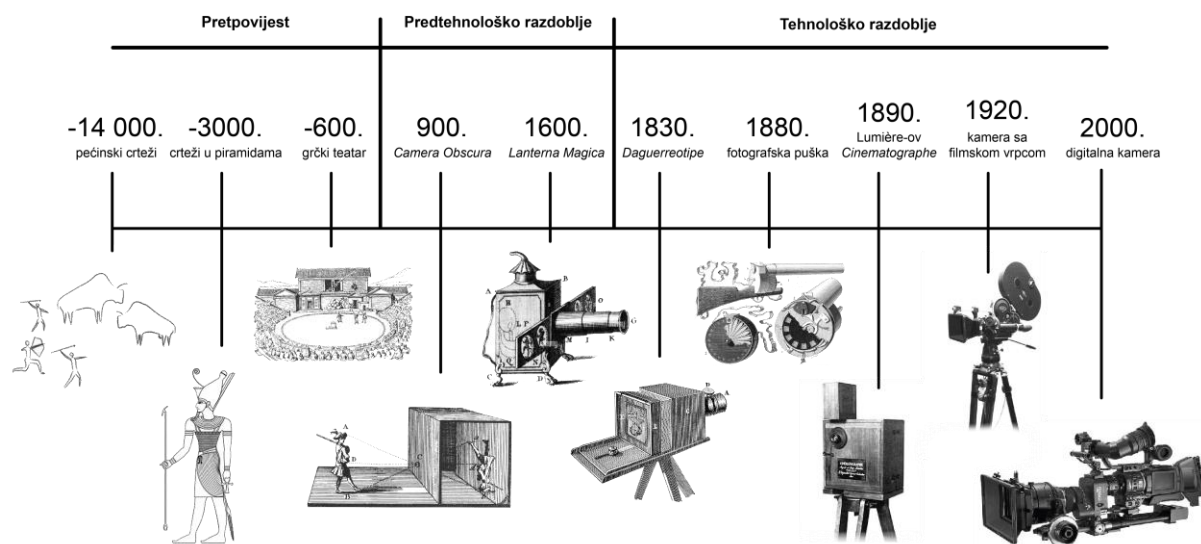 Pretpovijest
Predtehnološko razdoblje
Tehnološko razdoblje
-14 000.
pećinski crteži
-3000.
crteži u piramidama
-600.
grčki teatar
900.
Camera Obscura
1600.
Lanterna Magica
1830.
Daguerreotipe
1880.
fotografska puška
1890.
Lumière-ov
Cinematographe
1920.
kamera sa
filmskom vrpcom
2000.
digitalna kamera